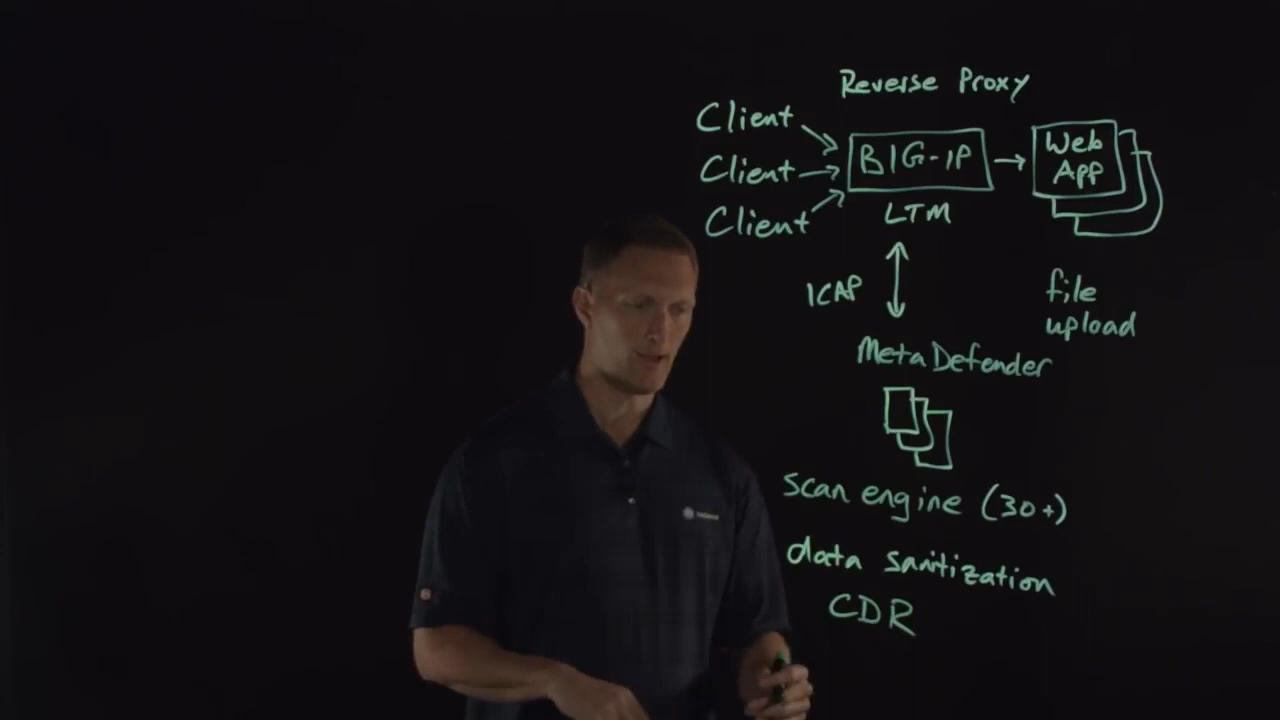 Reverse Proxy
Client
Client
Client
BIG-IP
LTM
Web
App
ICAP
file
upload
MetaDefender
scan engine (30+)
data sanitization
CDR